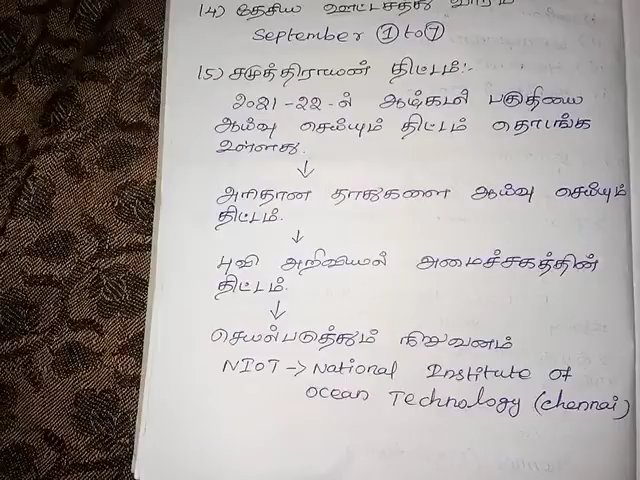 14) தேசிய ஊட்டசத்து வாரம்
September ① to ⑦
15) சமுத்திராயன் திட்டம்:-
2021-22-ல் ஆழ்கடல் பகுதியை
ஆய்வு செய்யும் திட்டம் தொடங்க
உள்ளது.
↓
அரிதான தாதுகளை ஆய்வு செய்யும்
திட்டம்.
↓
புவி அறிவியல் அமைச்சகத்தின்
திட்டம்.
↓
செயல்படுத்தும் நிறுவனம்
NIOT -> National Institute of
Ocean Technology (Chennai)